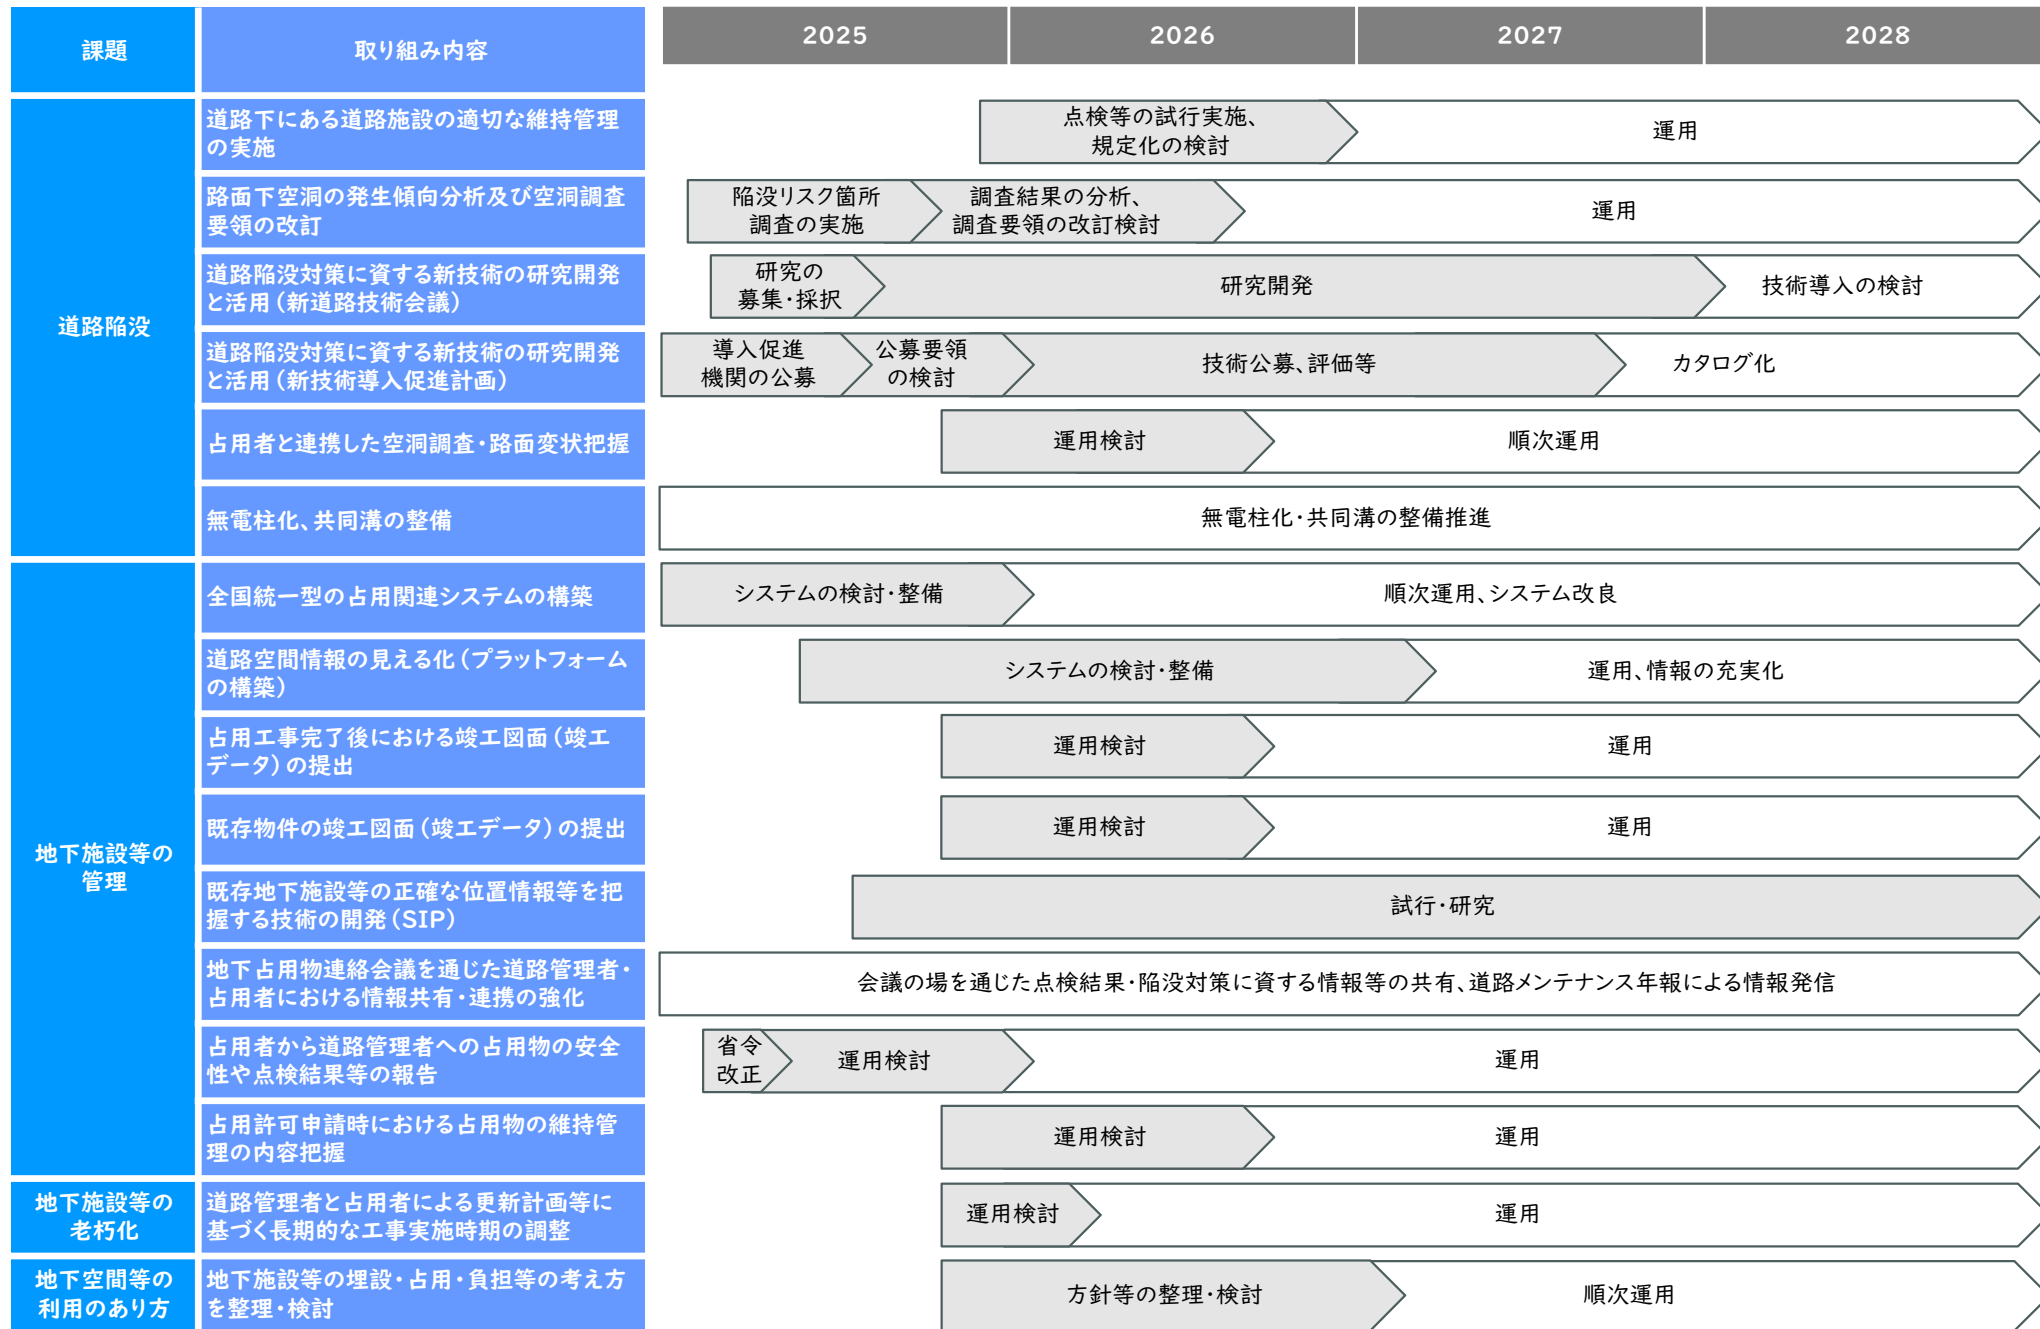 課題
取り組み内容
2025
2026
2027
2028
道路陥没
道路下にある道路施設の適切な維持管理
の実施
点検等の試行実施、
規定化の検討
運用
路面下空洞の発生傾向分析及び空洞調査
要領の改訂
陥没リスク箇所
調査の実施
調査結果の分析、
調査要領の改訂検討
運用
道路陥没対策に資する新技術の研究開発
と活用(新道路技術会議)
研究の
募集・採択
研究開発
技術導入の検討
道路陥没対策に資する新技術の研究開発
と活用(新技術導入促進計画)
導入促進
機関の公募
公募要領
の検討
技術公募、評価等
カタログ化
占用者と連携した空洞調査・路面変状把握
運用検討
順次運用
無電柱化、共同溝の整備
無電柱化・共同溝の整備推進
地下施設等の
管理
全国統一型の占用関連システムの構築
システムの検討・整備
順次運用、システム改良
道路空間情報の見える化(プラットフォーム
の構築)
システムの検討・整備
運用、情報の充実化
占用工事完了後における竣工図面(竣工
データ)の提出
運用検討
運用
既存物件の竣工図面(竣工データ)の提出
運用検討
運用
既存地下施設等の正確な位置情報等を把
握する技術の開発(SIP)
試行・研究
地下占用物連絡会議を通じた道路管理者・
占用者における情報共有・連携の強化
会議の場を通じた点検結果・陥没対策に資する情報等の共有、道路メンテナンス年報による情報発信
占用者から道路管理者への占用物の安全
性や点検結果等の報告
省令
改正
運用検討
運用
占用許可申請時における占用物の維持管
理の内容把握
運用検討
運用
地下施設等の
老朽化
道路管理者と占用者による更新計画等に
基づく長期的な工事実施時期の調整
運用検討
運用
地下空間等の
利用のあり方
地下施設等の埋設・占用・負担等の考え方
を整理・検討
方針等の整理・検討
順次運用